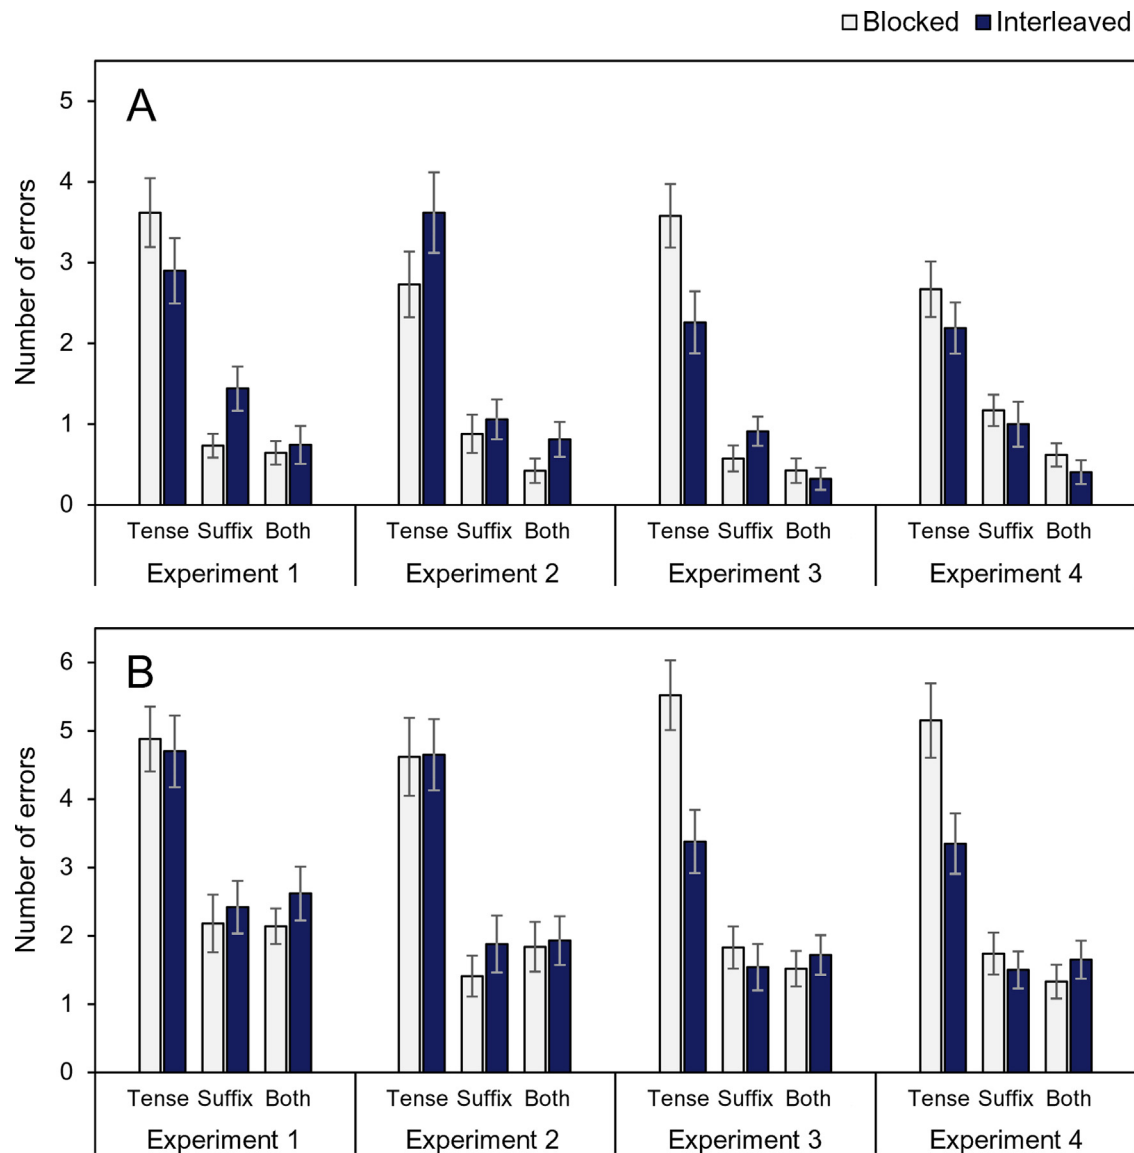 Blocked Interleaved
A
Number of errors
5
4
3
2
1
0
Tense Suffix Both Tense Suffix Both Tense Suffix Both Tense Suffix Both
Experiment 1 Experiment 2 Experiment 3 Experiment 4
B
Number of errors
6
5
4
3
2
1
0
Tense Suffix Both Tense Suffix Both Tense Suffix Both Tense Suffix Both
Experiment 1 Experiment 2 Experiment 3 Experiment 4